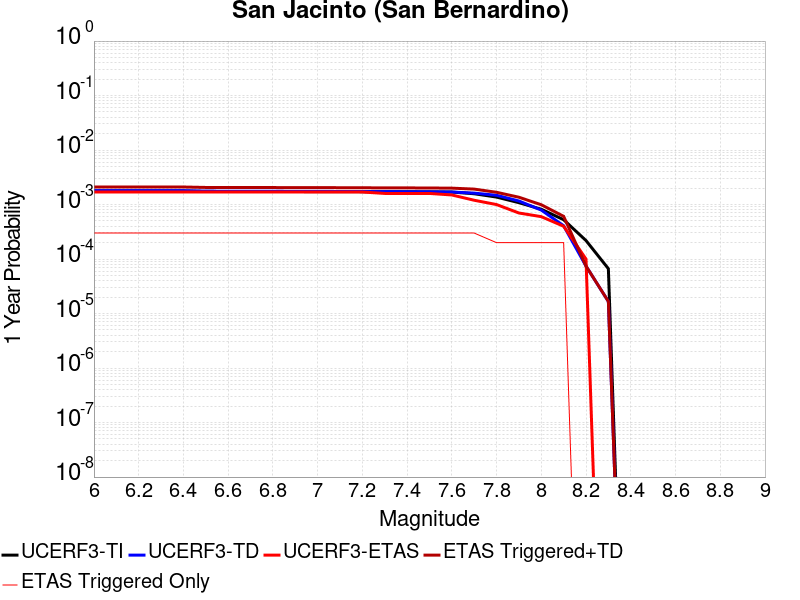 San Jacinto (San Bernardino)
10 0
10 -1
10 -2
10 -3
10 -4
10 -5
10 -6
10 -7
10 -8
1 Year Probability
6 6.2 6.4 6.6 6.8 7 7.2 7.4 7.6 7.8 8 8.2 8.4 8.6 8.8 9
Magnitude
UCERF3-TI UCERF3-TD UCERF3-ETAS ETAS Triggered+TD
ETAS Triggered Only